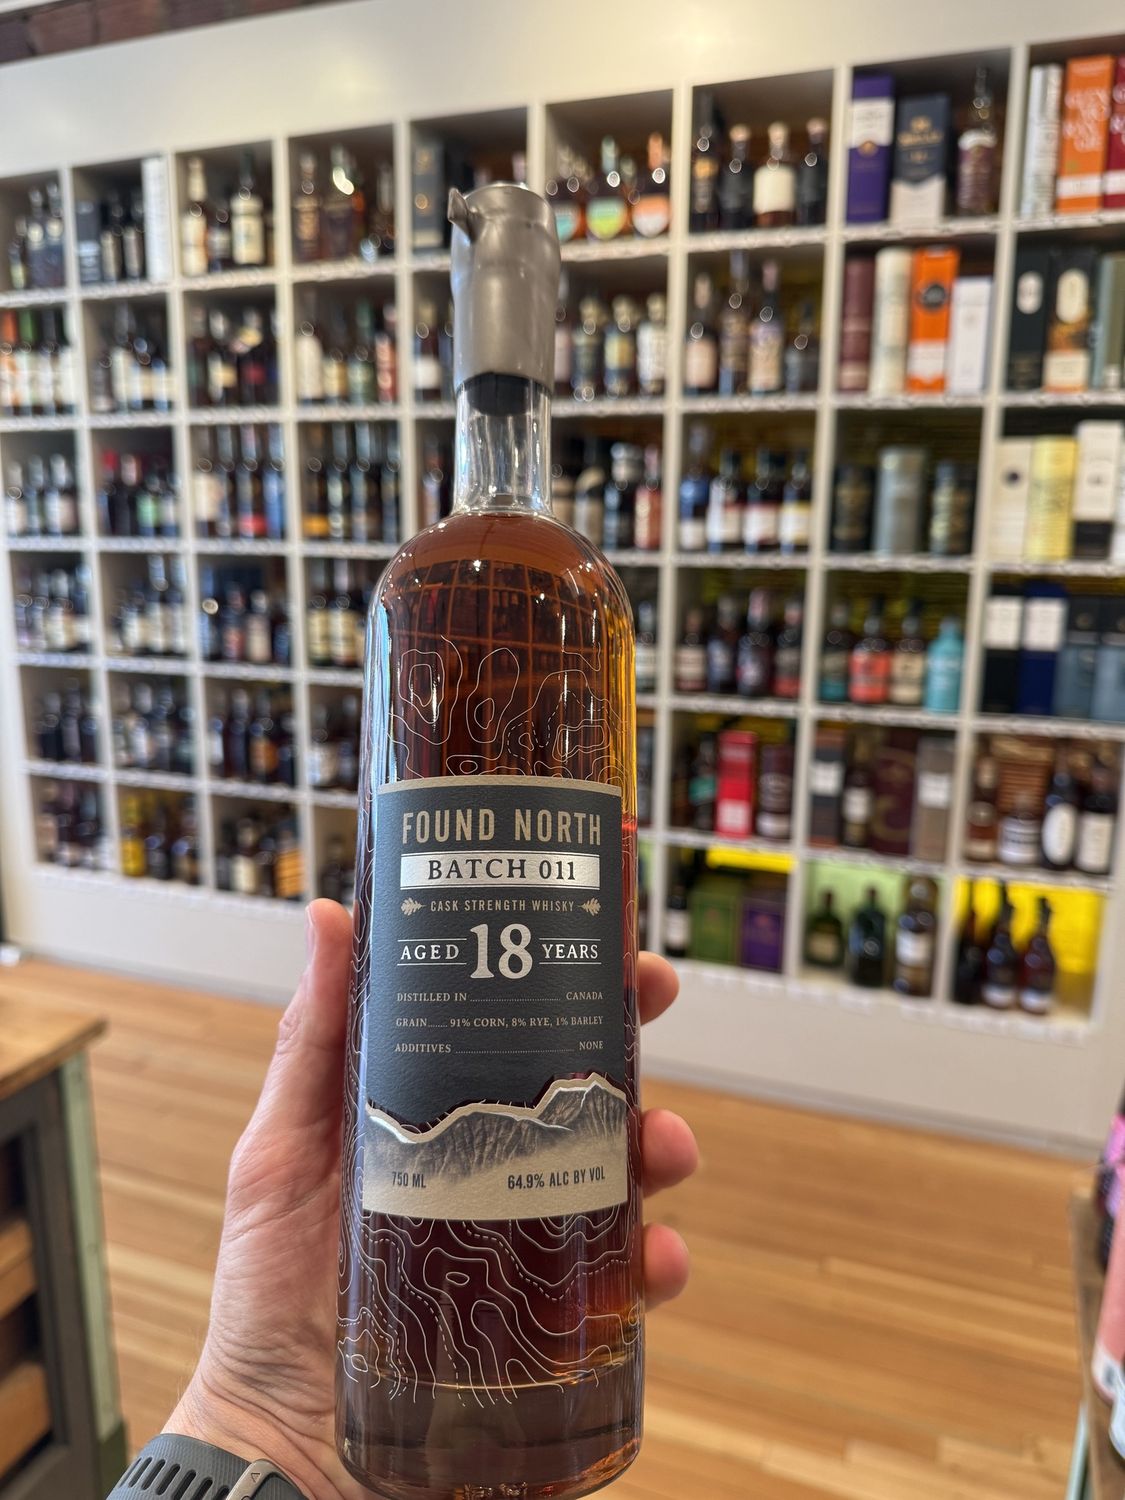 FOUND NORTH
BATCH 011
CASK STRENGTH WHISKY
AGED 18 YEARS
DISTILLED IN ........................ CANADA
GRAIN....... 91% CORN, 8% RYE, 1% BARLEY
ADDITIVES ................................ NONE
750 ML 64.9% ALC BY VOL